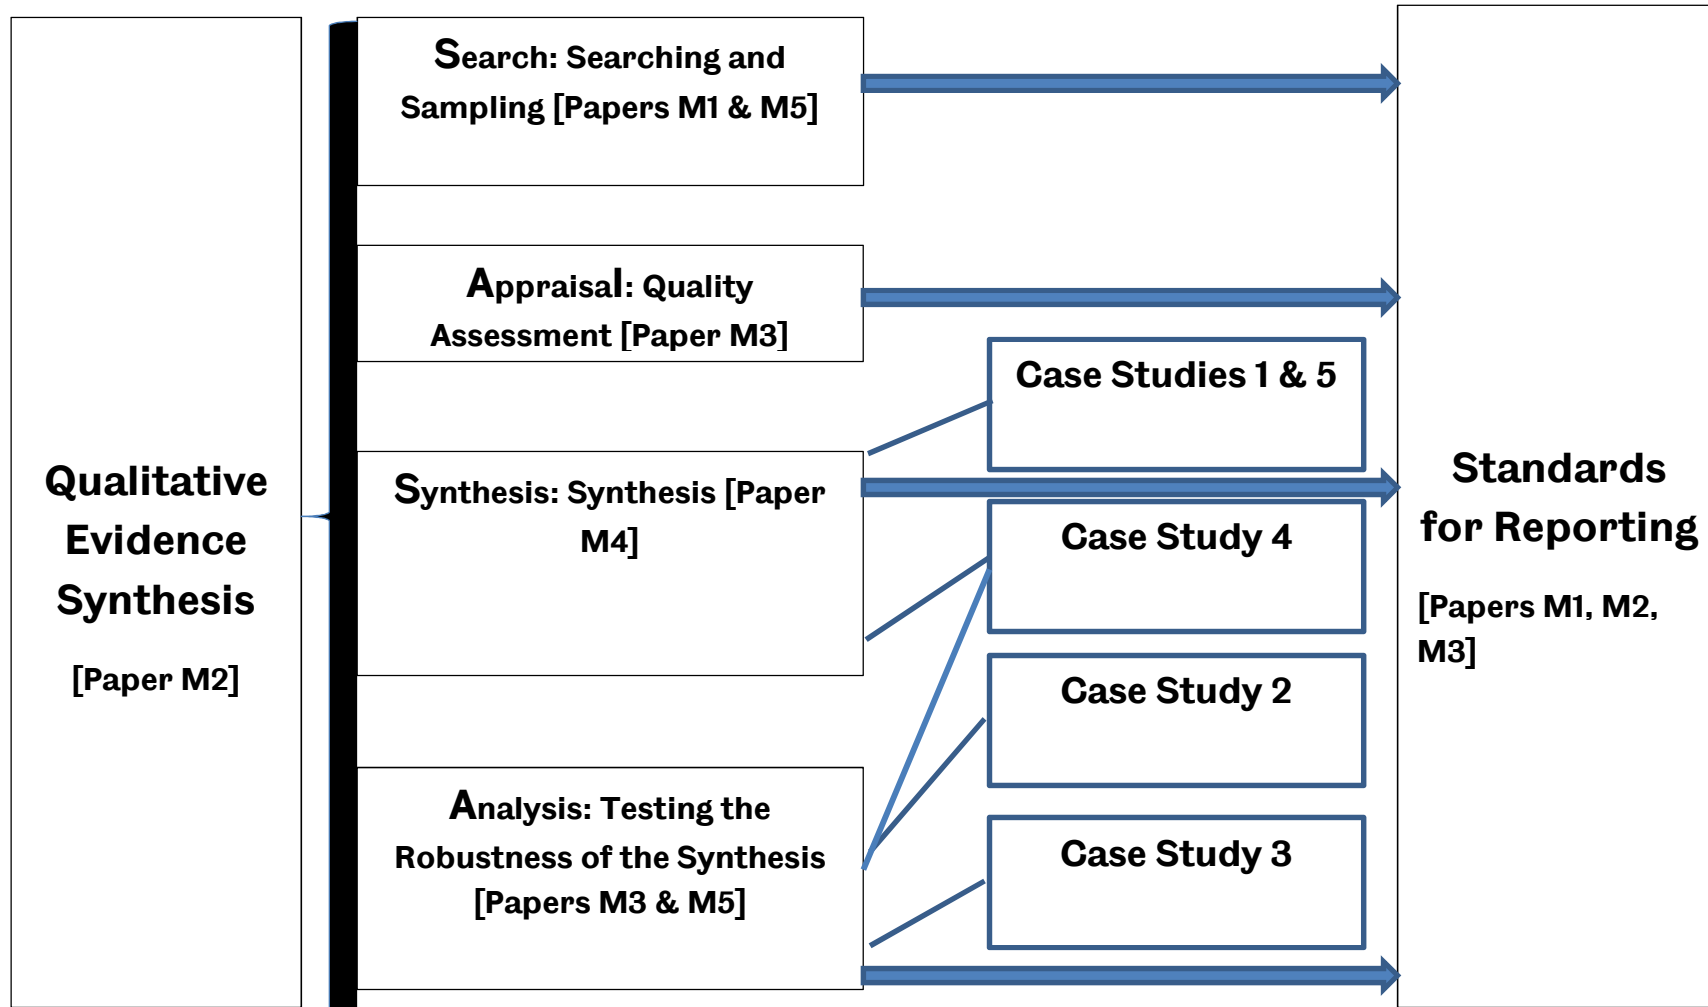 Qualitative
Evidence
Synthesis
[Paper M2]
Search: Searching and
Sampling [Papers M1 & M5]
Appraisal: Quality
Assessment [Paper M3]
Synthesis: Synthesis [Paper
M4]
Analysis: Testing the
Robustness of the Synthesis
[Papers M3 & M5]
Case Studies 1 & 5
Case Study 4
Case Study 2
Case Study 3
Standards
for Reporting
[Papers M1, M2,
M3]